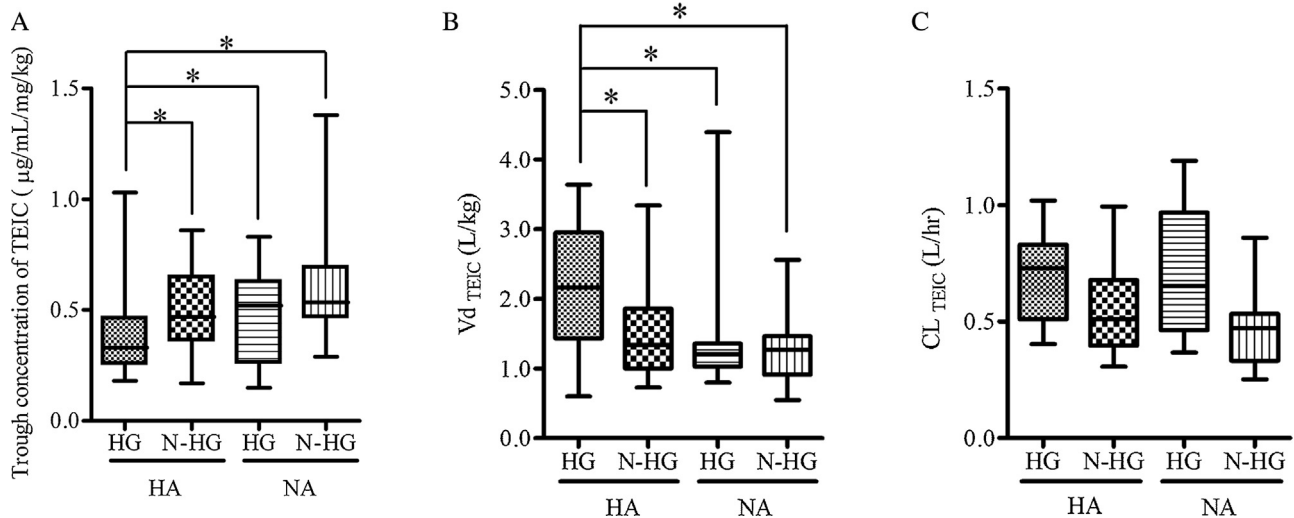 A
Trough concentration of TEIC ( μg/mL/mg/kg)
1.5
1.0
0.5
0.0
*
*
*
HG N-HG HG N-HG
HA NA
B
Vd TEIC (L/kg)
5.0
4.0
3.0
2.0
1.0
0.0
*
*
*
HG N-HG HG N-HG
HA NA
C
CL TEIC (L/hr)
1.5
1.0
0.5
0.0
HG N-HG HG N-HG
HA NA